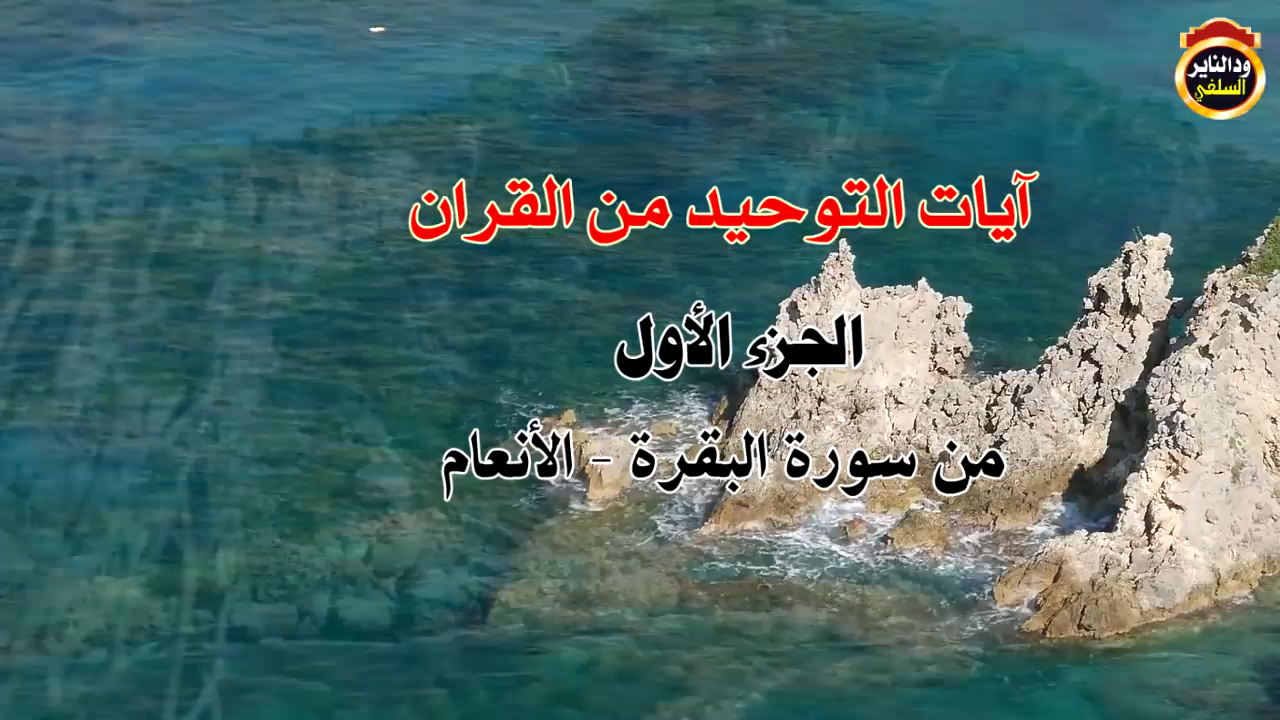 ودالناير
السلفي
آيات التوحيد من القران
الجزء الأول
من سورة البقرة - الأنعام